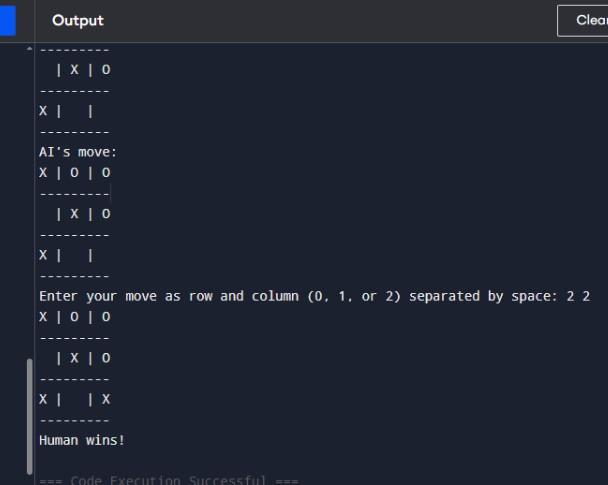 Output
Clear
---------
  | X | O
---------
X |   |
---------
AI's move:
X | O | O
---------
  | X | O
---------
X |   |
---------
Enter your move as row and column (0, 1, or 2) separated by space: 2 2
X | O | O
---------
  | X | O
---------
X |   | X
---------
Human wins!
=== Code Execution Successful ===